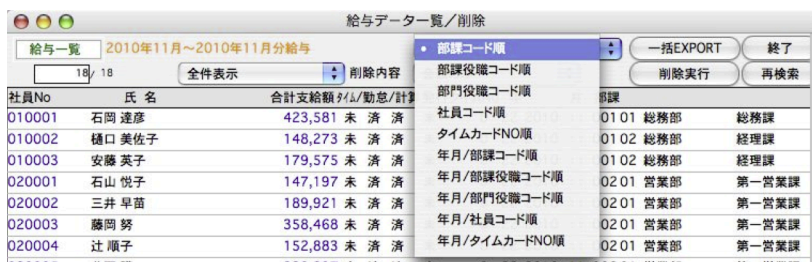 給与データ一覧／削除
給与一覧 2010年11月～2010年11月分給与 一括EXPORT 終了
18/ 18 全件表示 削除内容 削除実行 再検索
• 部課コード順
部課役職コード順
部門役職コード順
社員コード順
タイムカードNO順
年月/部課コード順
年月/部課役職コード順
年月/部門役職コード順
年月/社員コード順
年月/タイムカードNO順
社員No 氏 名 合計支給額 タイム/勤怠/計算 部課
010001 石岡 達彦 423,581 未 済 済 01 総務部 総務課
010002 樋口 美佐子 148,273 未 済 済 0102 総務部 経理課
010003 安藤 英子 179,575 未 済 済 0102 総務部 経理課
020001 石山 悦子 147,197 未 済 済 0201 営業部 第一営業課
020002 三井 早苗 189,921 未 済 済 0201 営業部 第一営業課
020003 藤岡 努 358,468 未 済 済 0201 営業部 第一営業課
020004 辻 順子 152,883 未 済 済 0201 営業部 第一営業課